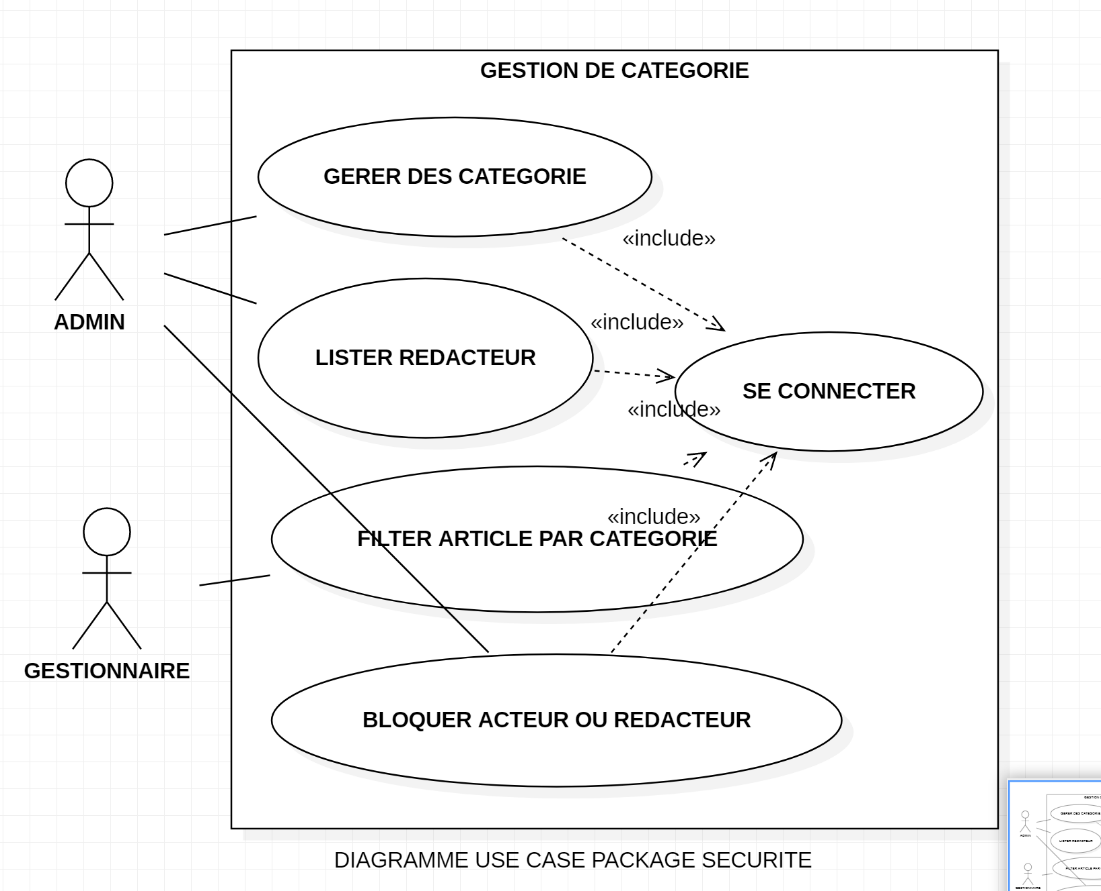 GESTION DE CATEGORIE
GERER DES CATEGORIE
«include»
ADMIN
«include»
LISTER REDACTEUR
SE CONNECTER
«include»
«include»
FILTER ARTICLE PAR CATEGORIE
GESTIONNAIRE
BLOQUER ACTEUR OU REDACTEUR
DIAGRAMME USE CASE PACKAGE SECURITE